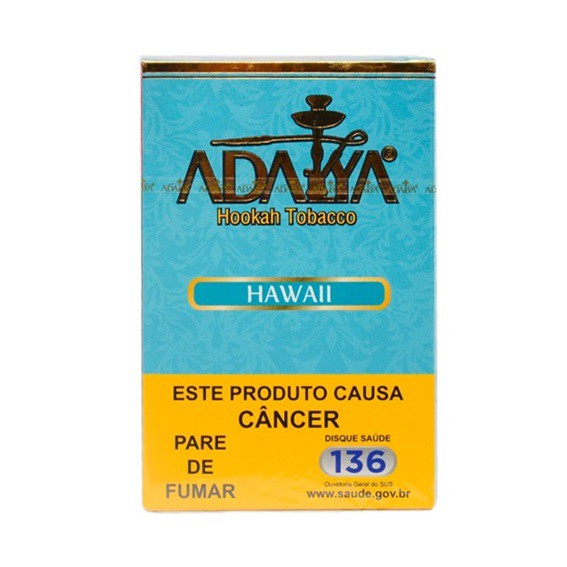 ADALYA®
Hookah Tobacco
HAWAII
ESTE PRODUTO CAUSA
CÂNCER
PARE
DE
FUMAR
DISQUE SAÚDE
136
Ouvidoria Geral do SUS
www.saude.gov.br